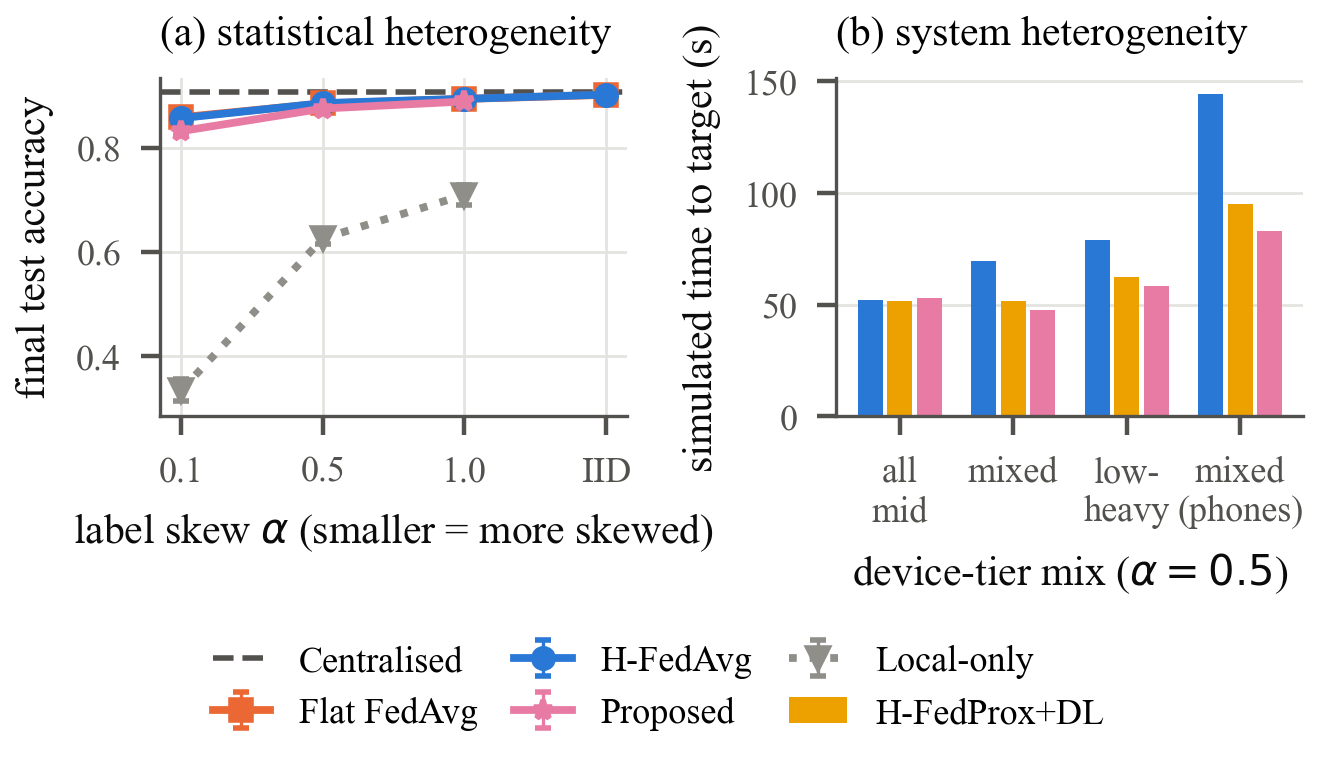 (a) statistical heterogeneity
final test accuracy
0.8
0.6
0.4
0.1 0.5 1.0 IID
label skew α (smaller = more skewed)
(b) system heterogeneity
simulated time to target (s)
150
100
50
0
all mid
mixed
low-heavy
mixed (phones)
device-tier mix (α = 0.5)
Centralised
Flat FedAvg
H-FedAvg
Proposed
Local-only
H-FedProx+DL